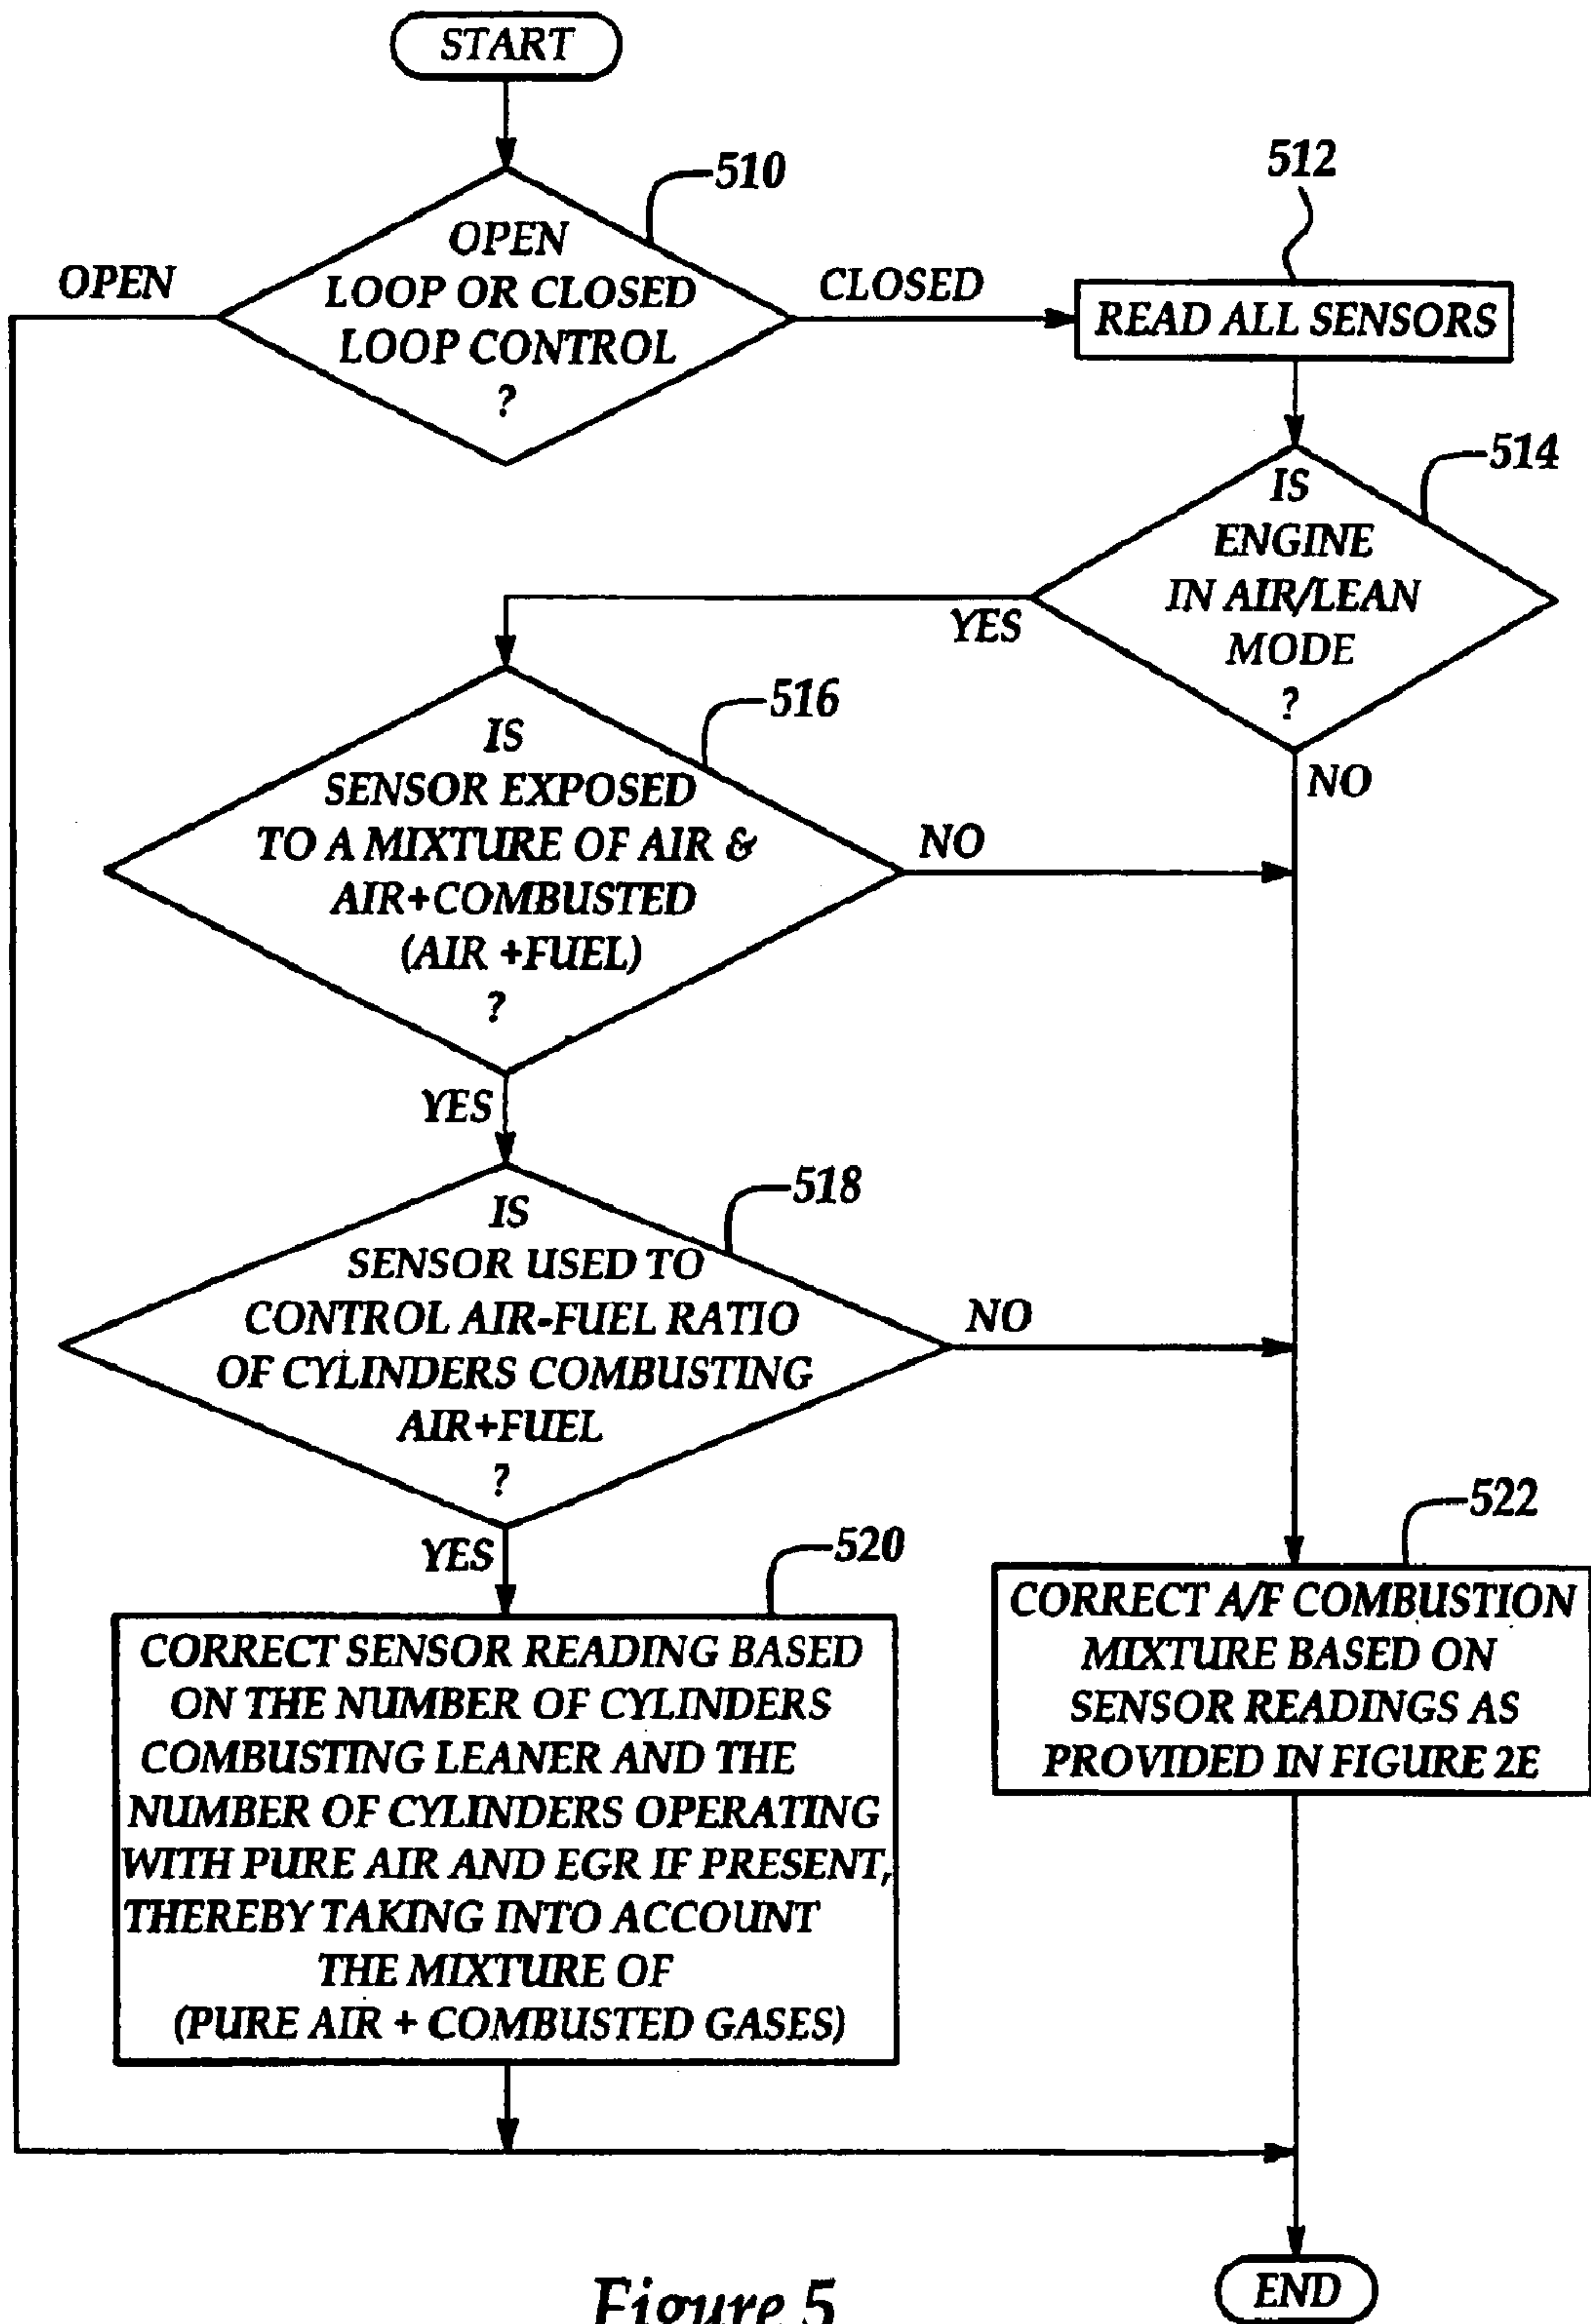 START
510
OPEN
LOOP OR CLOSED
LOOP CONTROL
?
OPEN
CLOSED
512
READ ALL SENSORS
514
IS
ENGINE
IN AIR/LEAN
MODE
?
YES
NO
516
IS
SENSOR EXPOSED
TO A MIXTURE OF AIR &
AIR+COMBUSTED
(AIR +FUEL)
?
NO
YES
518
IS
SENSOR USED TO
CONTROL AIR-FUEL RATIO
OF CYLINDERS COMBUSTING
AIR+FUEL
?
NO
YES
520
CORRECT SENSOR READING BASED
ON THE NUMBER OF CYLINDERS
COMBUSTING LEANER AND THE
NUMBER OF CYLINDERS OPERATING
WITH PURE AIR AND EGR IF PRESENT,
THEREBY TAKING INTO ACCOUNT
THE MIXTURE OF
(PURE AIR + COMBUSTED GASES)
522
CORRECT A/F COMBUSTION
MIXTURE BASED ON
SENSOR READINGS AS
PROVIDED IN FIGURE 2E
END
Figure 5